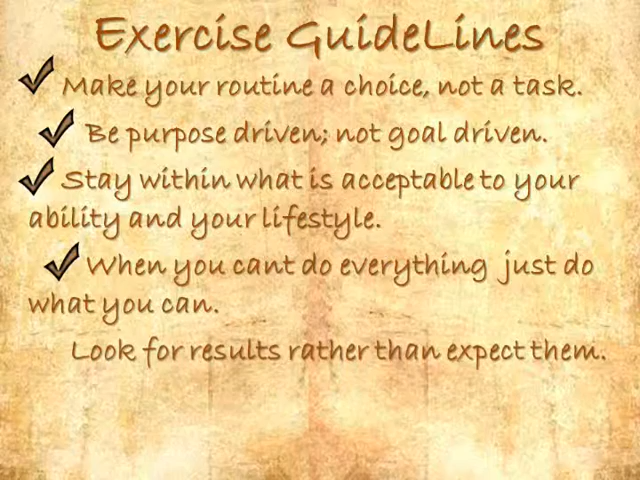 Exercise GuideLines
Make your routine a choice, not a task.
Be purpose driven; not goal driven.
Stay within what is acceptable to your
ability and your lifestyle.
When you cant do everything just do
what you can.
Look for results rather than expect them.